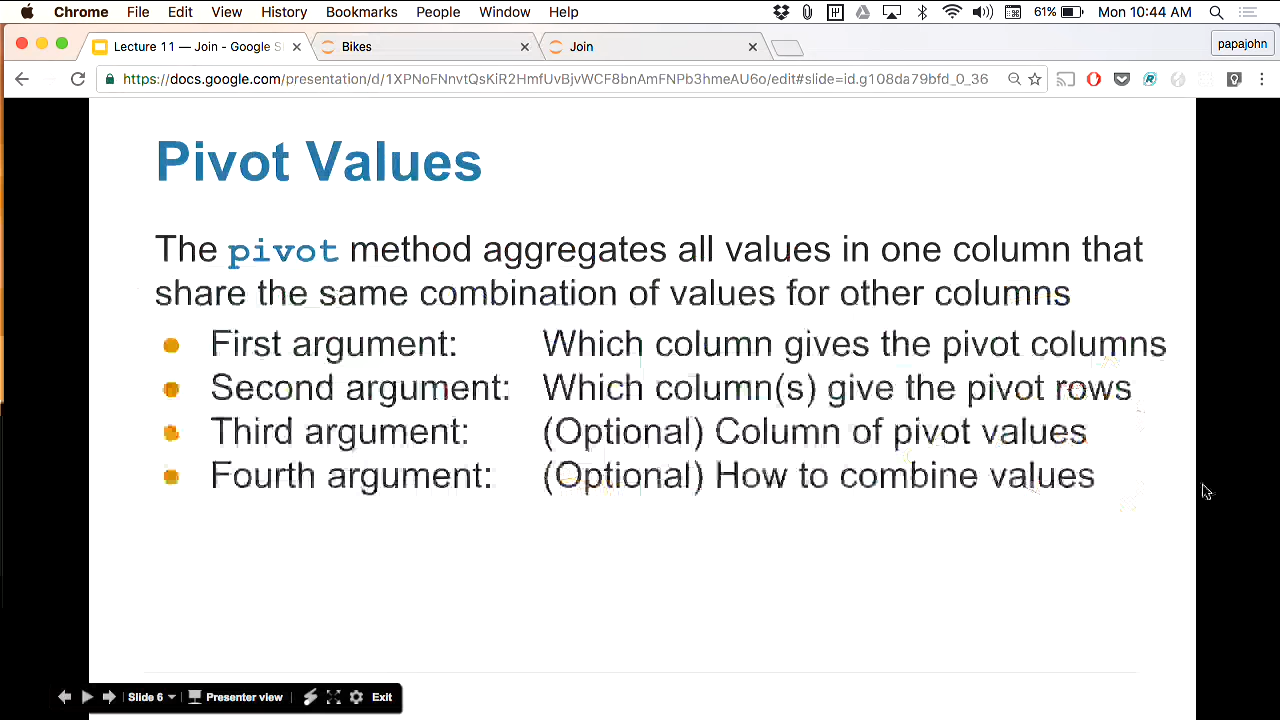 Chrome File Edit View History Bookmarks People Window Help 61% Mon 10:44 AM
Lecture 11 — Join - Google S Bikes Join papajohn
https://docs.google.com/presentation/d/1XPNoFNnvtQsKiR2HmfUvBjvWCF8bnAmFNPb3hmeAU6o/edit#slide=id.g108da79bfd_0_36
Pivot Values
The pivot method aggregates all values in one column that
share the same combination of values for other columns
First argument: Which column gives the pivot columns
Second argument: Which column(s) give the pivot rows
Third argument: (Optional) Column of pivot values
Fourth argument: (Optional) How to combine values
Slide 6 Presenter view Exit